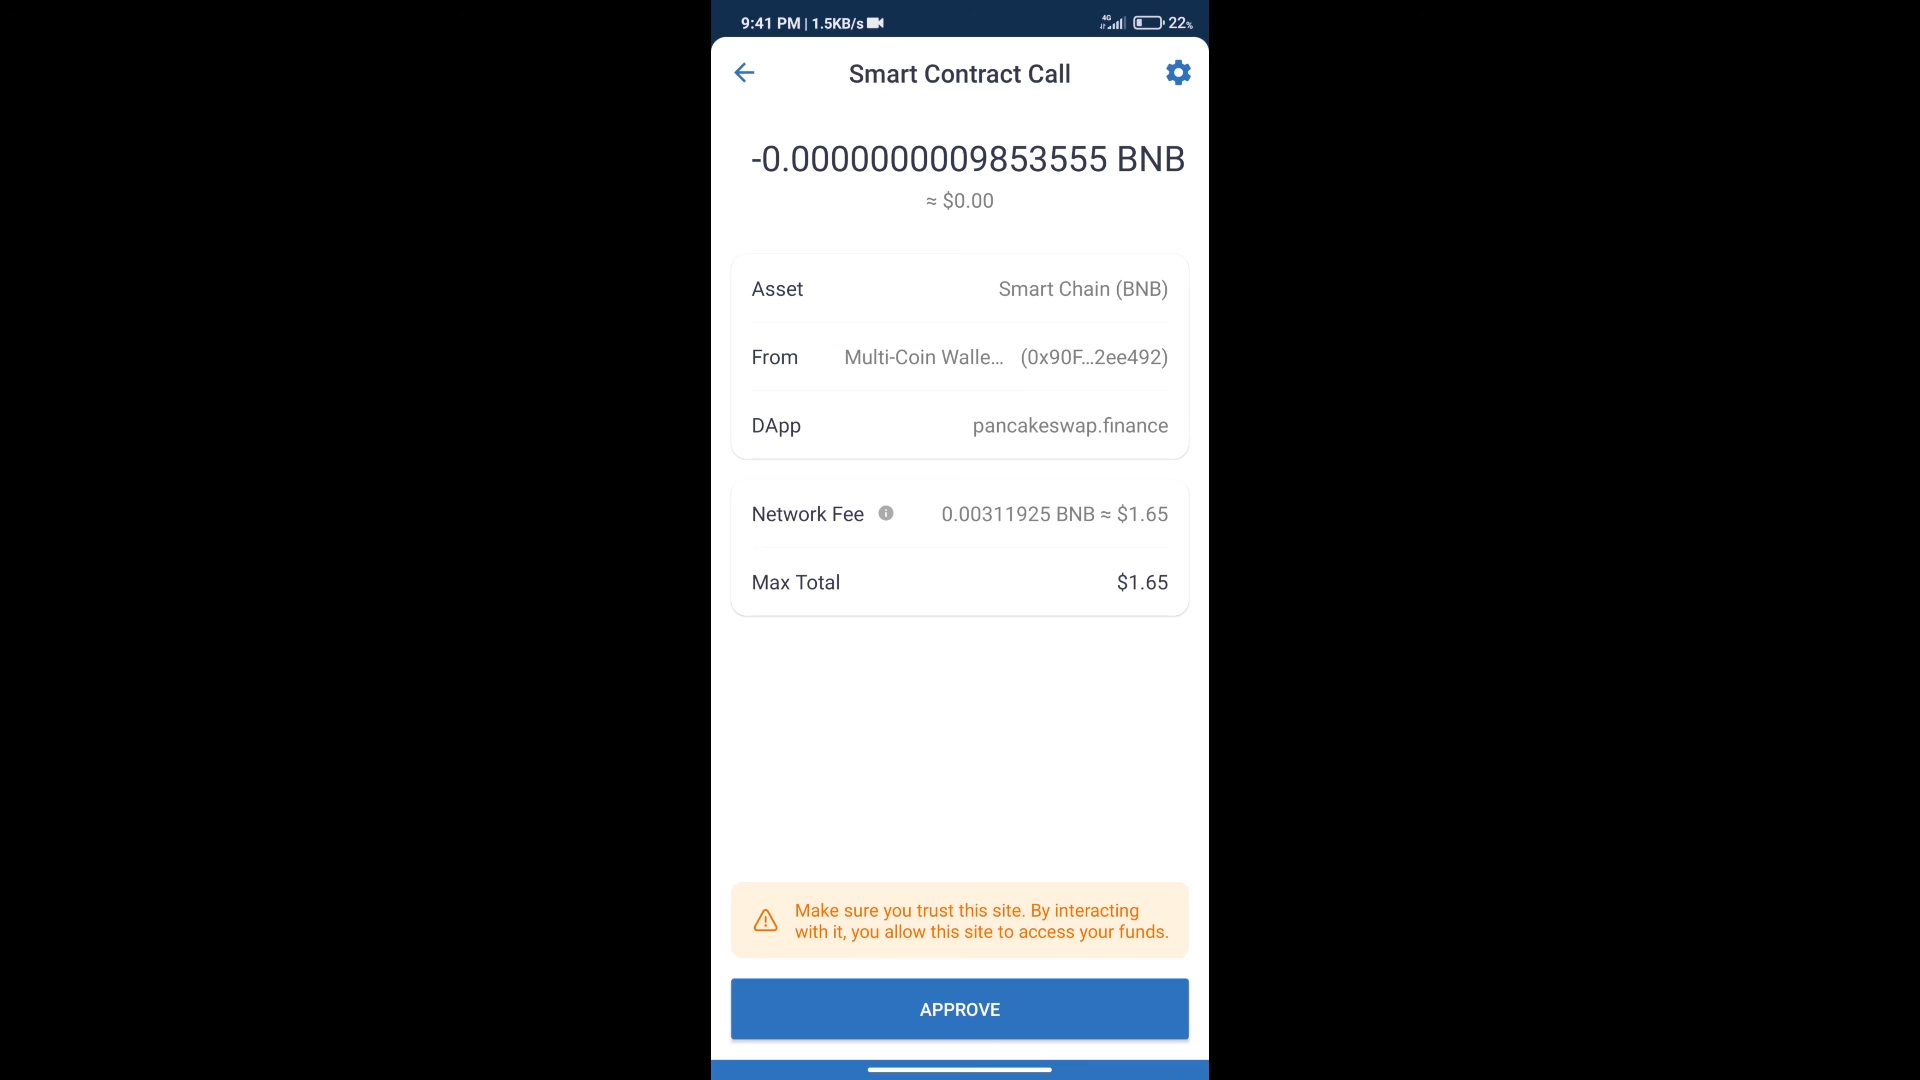 9:41 PM | 1.5KB/s 4G 22%
Smart Contract Call
-0.0000000009853555 BNB
≈ $0.00
Asset Smart Chain (BNB)
From Multi-Coin Walle... (0x90F...2ee492)
DApp pancakeswap.finance
Network Fee 0.00311925 BNB ≈ $1.65
Max Total $1.65
Make sure you trust this site. By interacting
with it, you allow this site to access your funds.
APPROVE